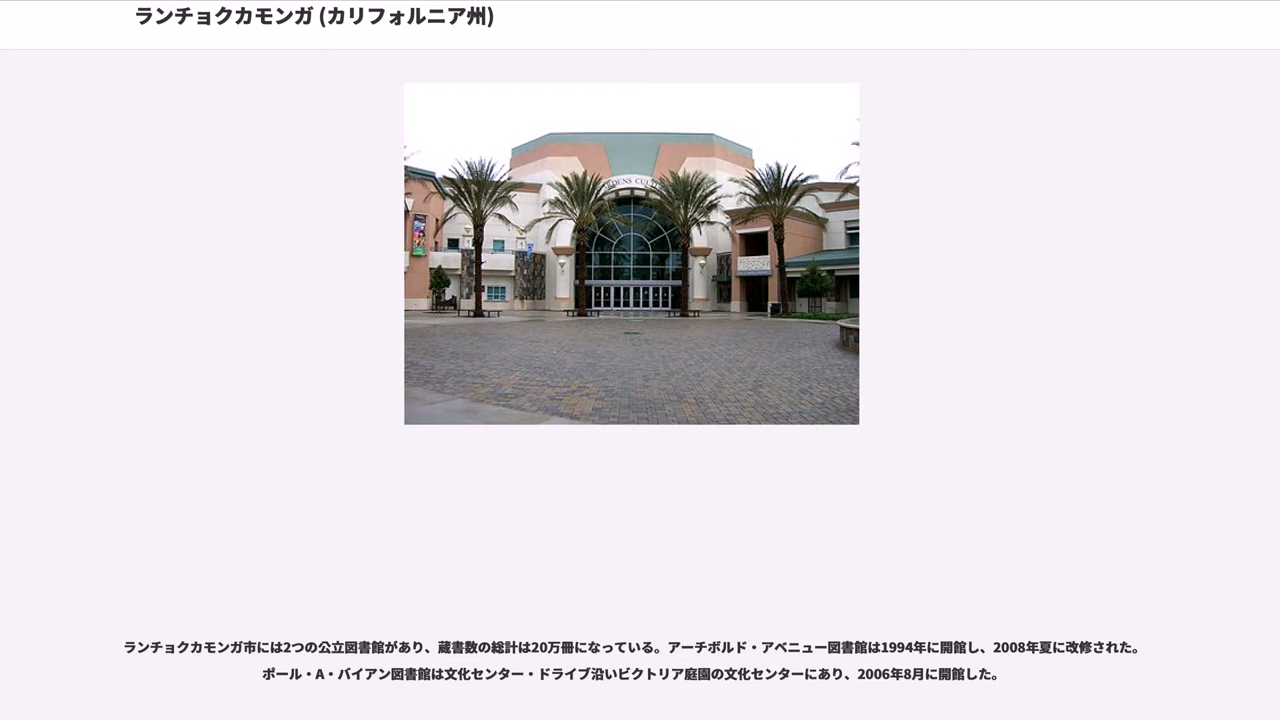 ランチョクカモンガ (カリフォルニア州)
ランチョクカモンガ市には2つの公立図書館があり、蔵書数の総計は20万冊になっている。アーチボルド・アベニュー図書館は1994年に開館し、2008年夏に改修された。
ポール・A・バイアン図書館は文化センター・ドライブ沿いビクトリア庭園の文化センターにあり、2006年8月に開館した。